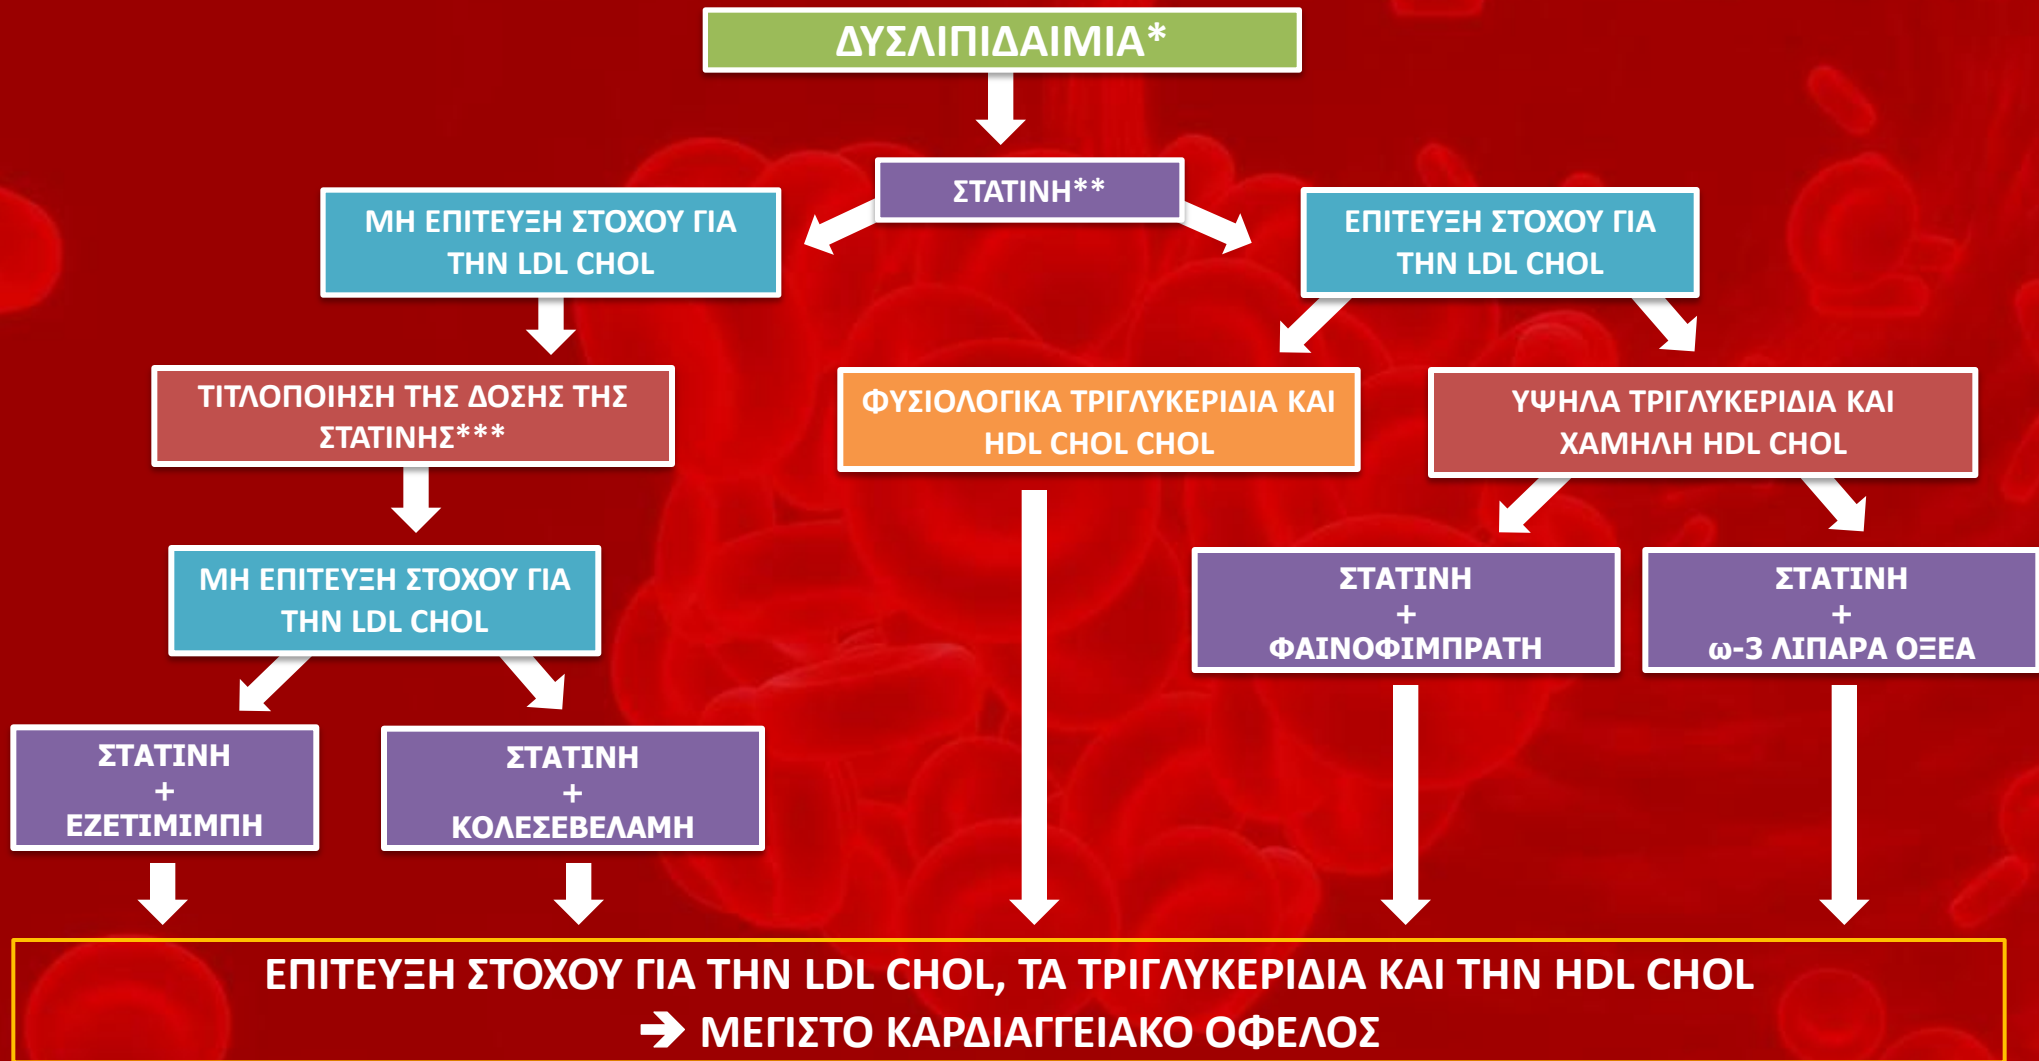 ΔΥΣΛΙΠΙΔΑΙΜΙΑ*
ΣΤΑΤΙΝΗ**
ΜΗ ΕΠΙΤΕΥΞΗ ΣΤΟΧΟΥ ΓΙΑ
ΤΗΝ LDL CHOL
ΕΠΙΤΕΥΞΗ ΣΤΟΧΟΥ ΓΙΑ
ΤΗΝ LDL CHOL
ΤΙΤΛΟΠΟΙΗΣΗ ΤΗΣ ΔΟΣΗΣ ΤΗΣ
ΣΤΑΤΙΝΗΣ***
ΦΥΣΙΟΛΟΓΙΚΑ ΤΡΙΓΛΥΚΕΡΙΔΙΑ ΚΑΙ
HDL CHOL CHOL
ΥΨΗΛΑ ΤΡΙΓΛΥΚΕΡΙΔΙΑ ΚΑΙ
ΧΑΜΗΛΗ HDL CHOL
ΜΗ ΕΠΙΤΕΥΞΗ ΣΤΟΧΟΥ ΓΙΑ
ΤΗΝ LDL CHOL
ΣΤΑΤΙΝΗ
+
ΦΑΙΝΟΦΙΜΠΡΑΤΗ
ΣΤΑΤΙΝΗ
+
ω-3 ΛΙΠΑΡΑ ΟΞΕΑ
ΣΤΑΤΙΝΗ
+
ΕΖΕΤΙΜΙΜΠΗ
ΣΤΑΤΙΝΗ
+
ΚΟΛΕΣΕΒΕΛΑΜΗ
ΕΠΙΤΕΥΞΗ ΣΤΟΧΟΥ ΓΙΑ ΤΗΝ LDL CHOL, ΤΑ ΤΡΙΓΛΥΚΕΡΙΔΙΑ ΚΑΙ ΤΗΝ HDL CHOL
➔ ΜΕΓΙΣΤΟ ΚΑΡΔΙΑΓΓΕΙΑΚΟ ΟΦΕΛΟΣ